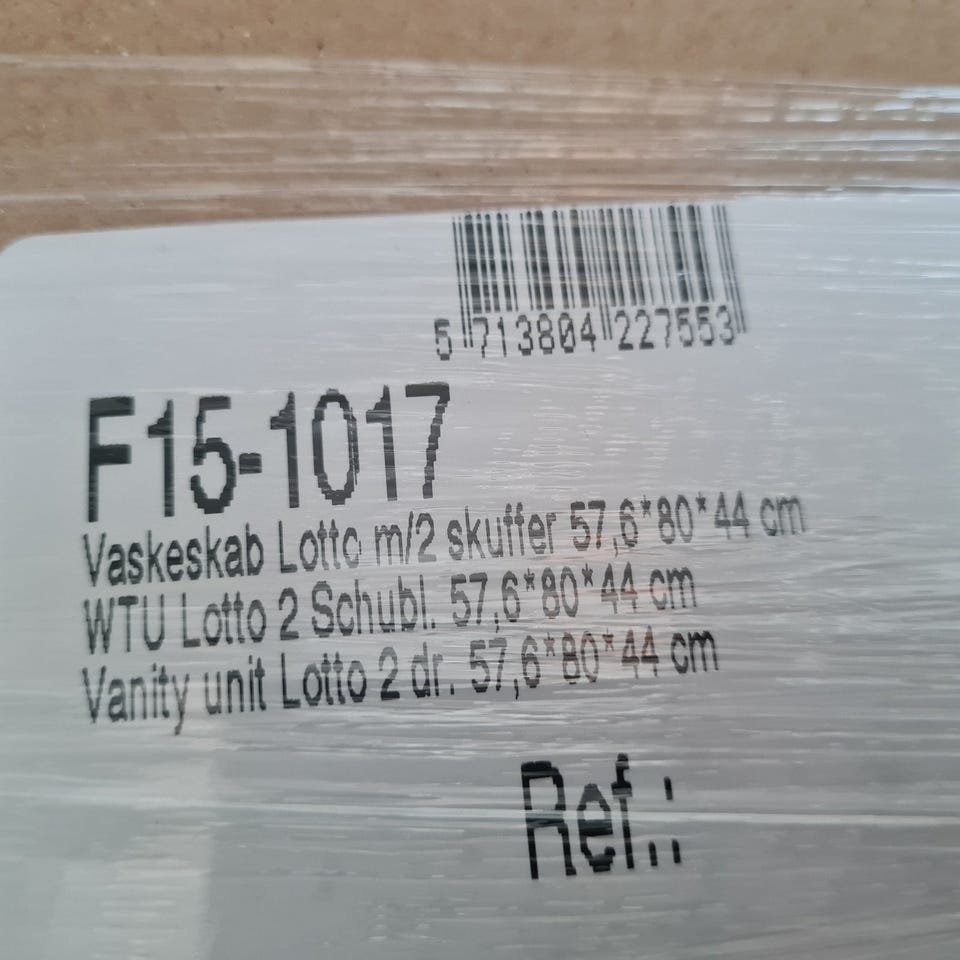 5 713804 227553
F15-1017
Vaskeskab Lotto m/2 skuffer 57,6*80*44 cm
WTU Lotto 2 Schubl. 57,6*80*44 cm
Vanity unit Lotto 2 dr. 57,6*80*44 cm
Ref.: